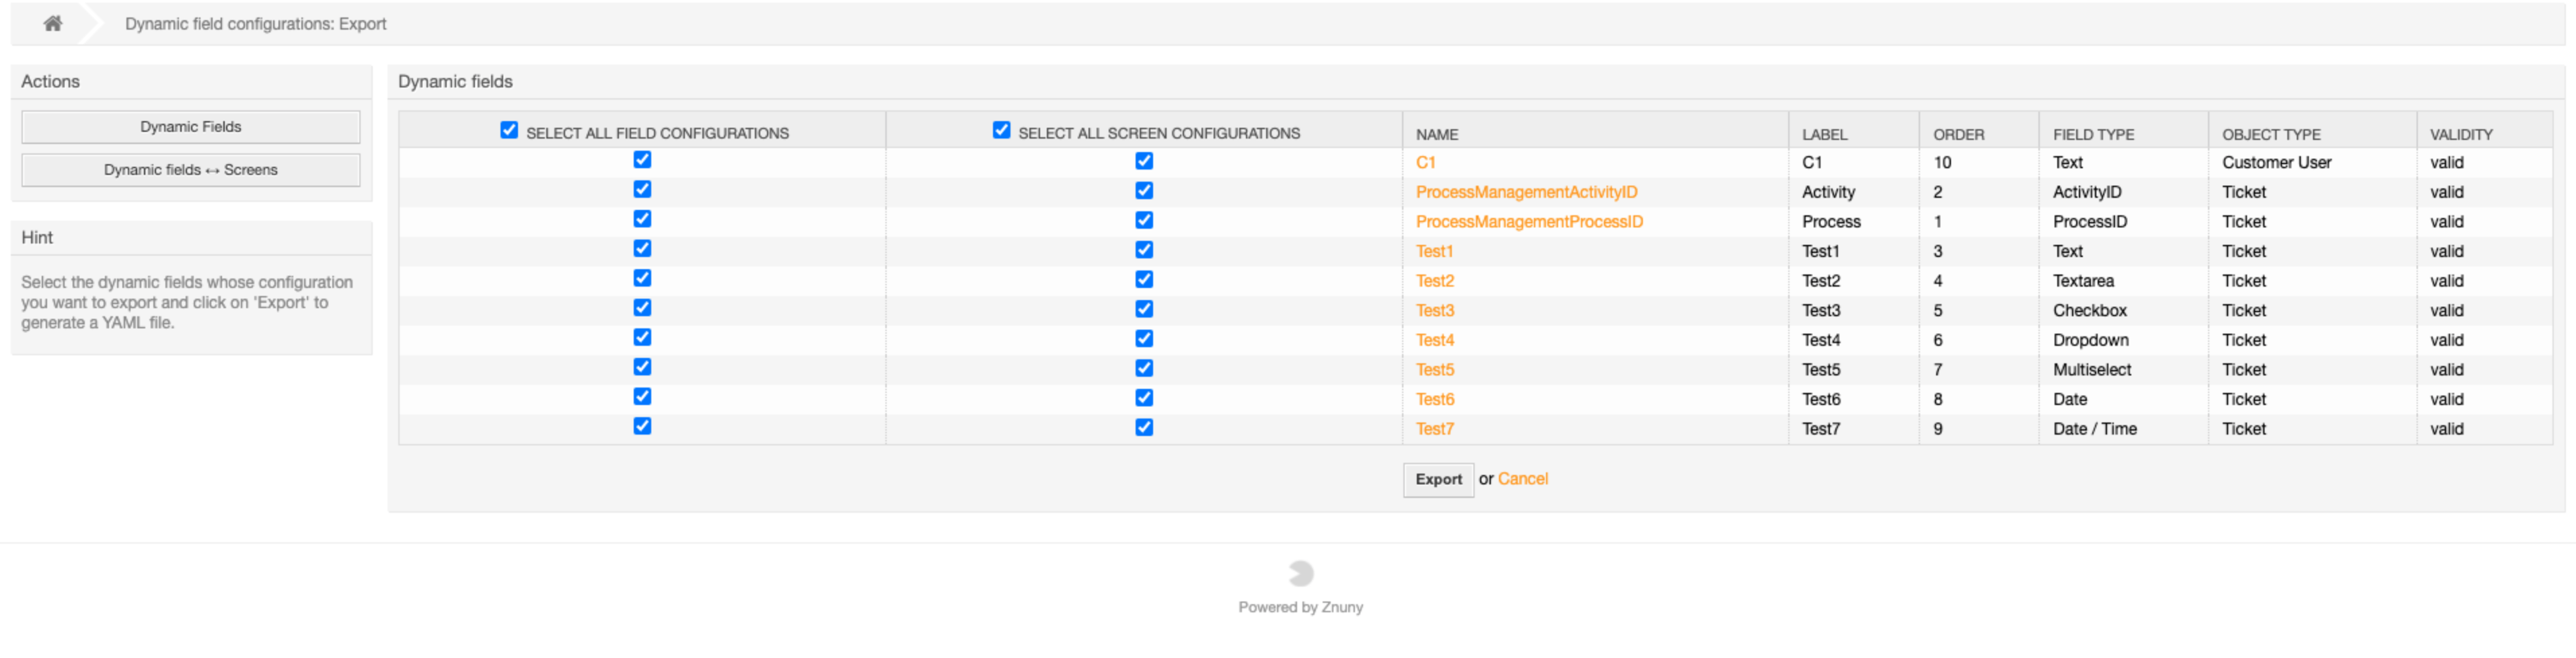 Dynamic field configurations: Export
Actions
Dynamic Fields
Dynamic fields ↔ Screens
Hint
Select the dynamic fields whose configuration
you want to export and click on 'Export' to
generate a YAML file.
Dynamic fields
SELECT ALL FIELD CONFIGURATIONS SELECT ALL SCREEN CONFIGURATIONS NAME LABEL ORDER FIELD TYPE OBJECT TYPE VALIDITY
C1 C1 10 Text Customer User valid
ProcessManagementActivityID Activity 2 ActivityID Ticket valid
ProcessManagementProcessID Process 1 ProcessID Ticket valid
Test1 Test1 3 Text Ticket valid
Test2 Test2 4 Textarea Ticket valid
Test3 Test3 5 Checkbox Ticket valid
Test4 Test4 6 Dropdown Ticket valid
Test5 Test5 7 Multiselect Ticket valid
Test6 Test6 8 Date Ticket valid
Test7 Test7 9 Date / Time Ticket valid
Export or Cancel
Powered by Znuny